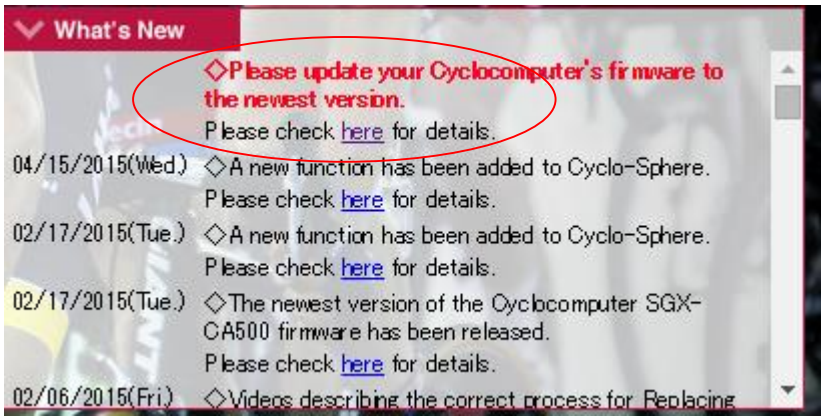 What's New
◇Please update your Cyclocomputer's firmware to
the newest version.
Please check here for details.
04/15/2015(Wed.) ◇A new function has been added to Cyclo-Sphere.
Please check here for details.
02/17/2015(Tue.) ◇A new function has been added to Cyclo-Sphere.
Please check here for details.
02/17/2015(Tue.) ◇The newest version of the Cyclocomputer SGX-
CA500 firmware has been released.
Please check here for details.
02/06/2015(Fri.) ◇Videos describing the correct process for Replacing